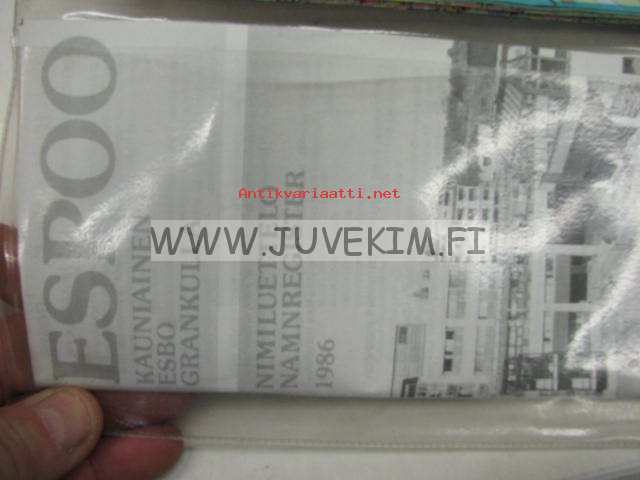 ESPOO
KAUNIAINEN
ESBO
GRANKULLA
NIMILUETTELO
NAMNREGISTER
1986
Antikvariaatti.net
WWW.JUVEKIM.FI